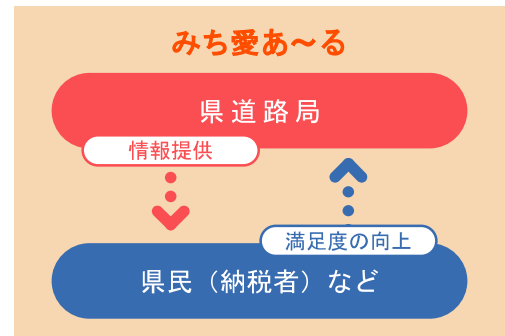 みち愛あ〜る
県道路局
情報提供
満足度の向上
県民（納税者）など